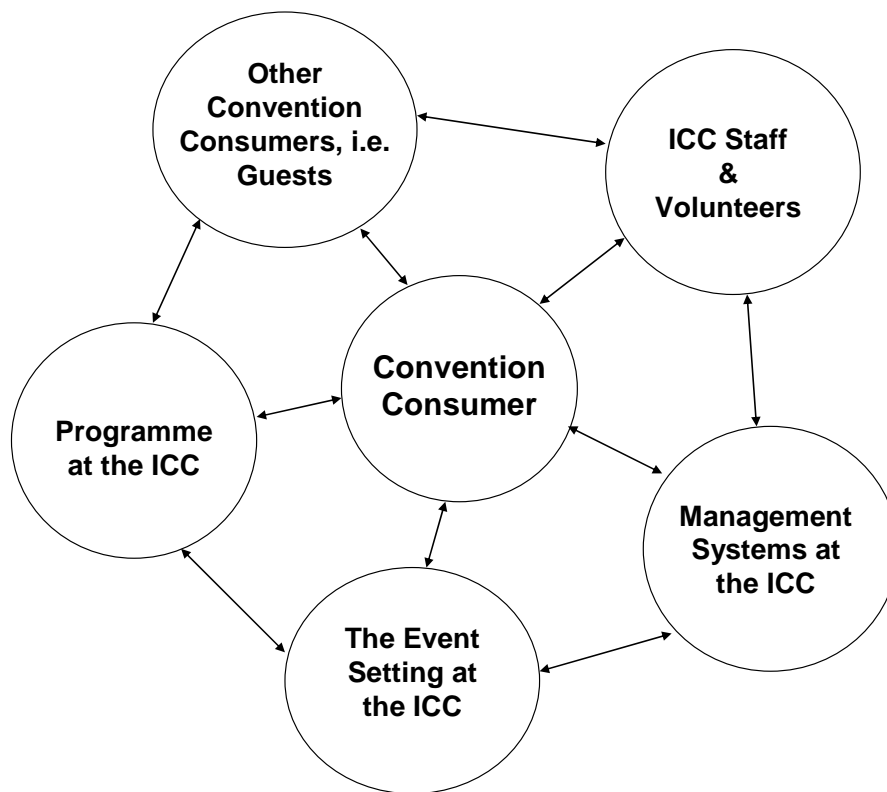 Other
Convention
Consumers, i.e.
Guests
ICC Staff
&
Volunteers
Convention
Consumer
Programme
at the ICC
Management
Systems at
the ICC
The Event
Setting at
the ICC